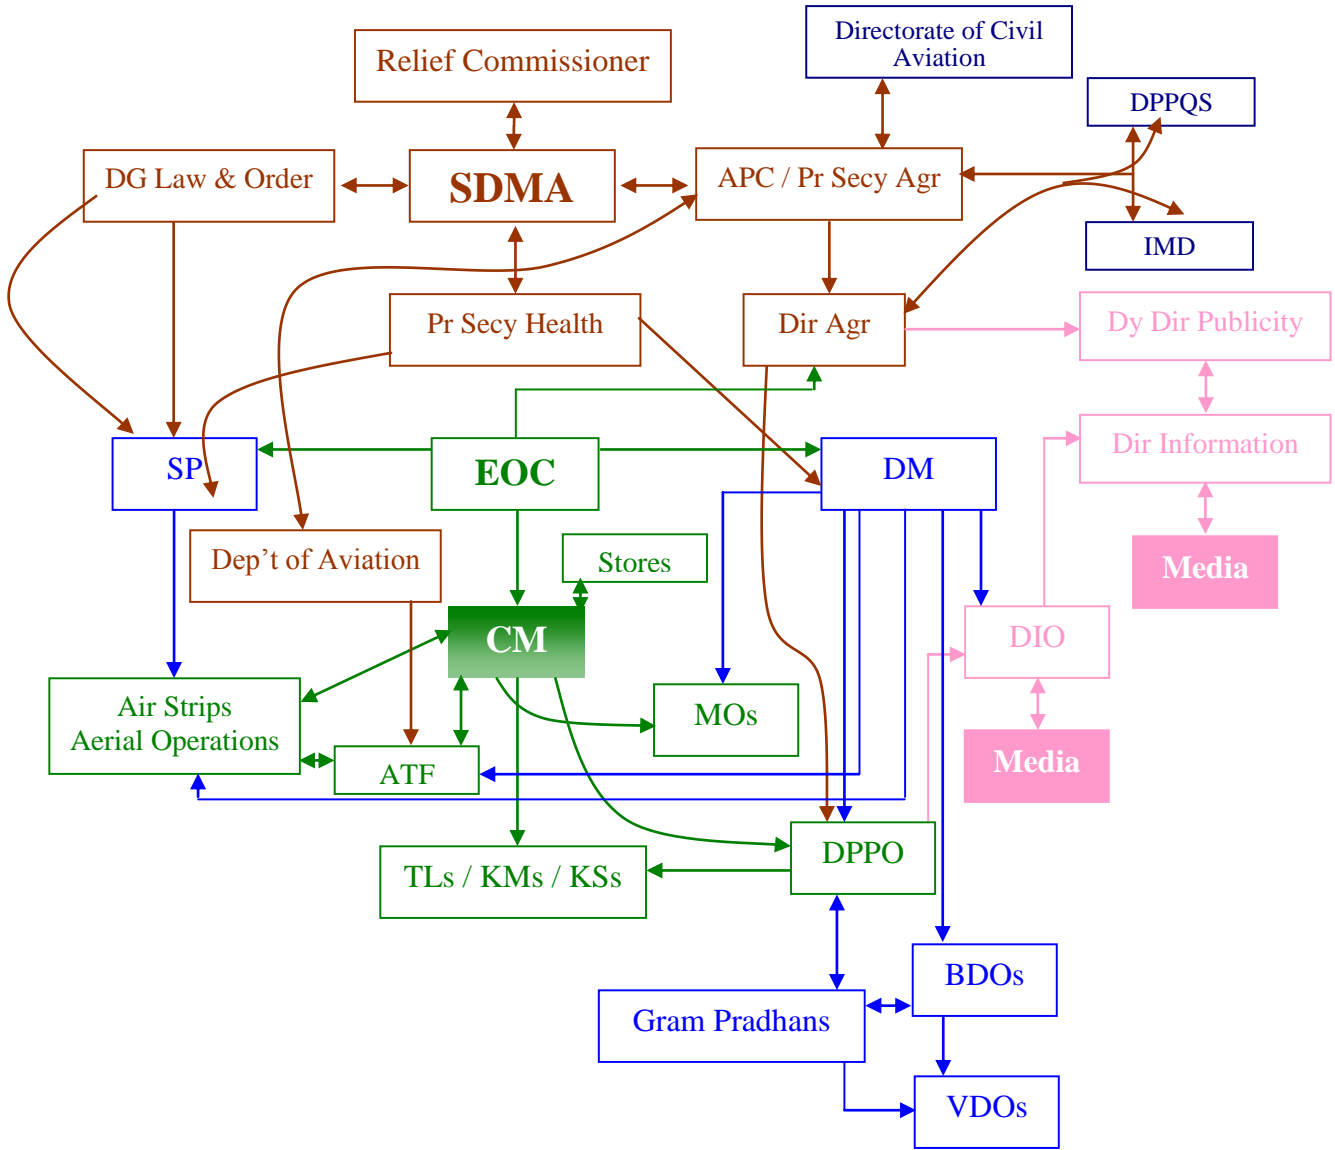 Directorate of Civil
Aviation
Relief Commissioner
DPPQS
DG Law & Order
SDMA
APC / Pr Secy Agr
IMD
Pr Secy Health
Dir Agr
Dy Dir Publicity
SP
EOC
DM
Dir Information
Dep’t of Aviation
Stores
Media
CM
DIO
Air Strips
Aerial Operations
MOs
ATF
Media
TLs / KMs / KSs
DPPO
BDOs
Gram Pradhans
VDOs